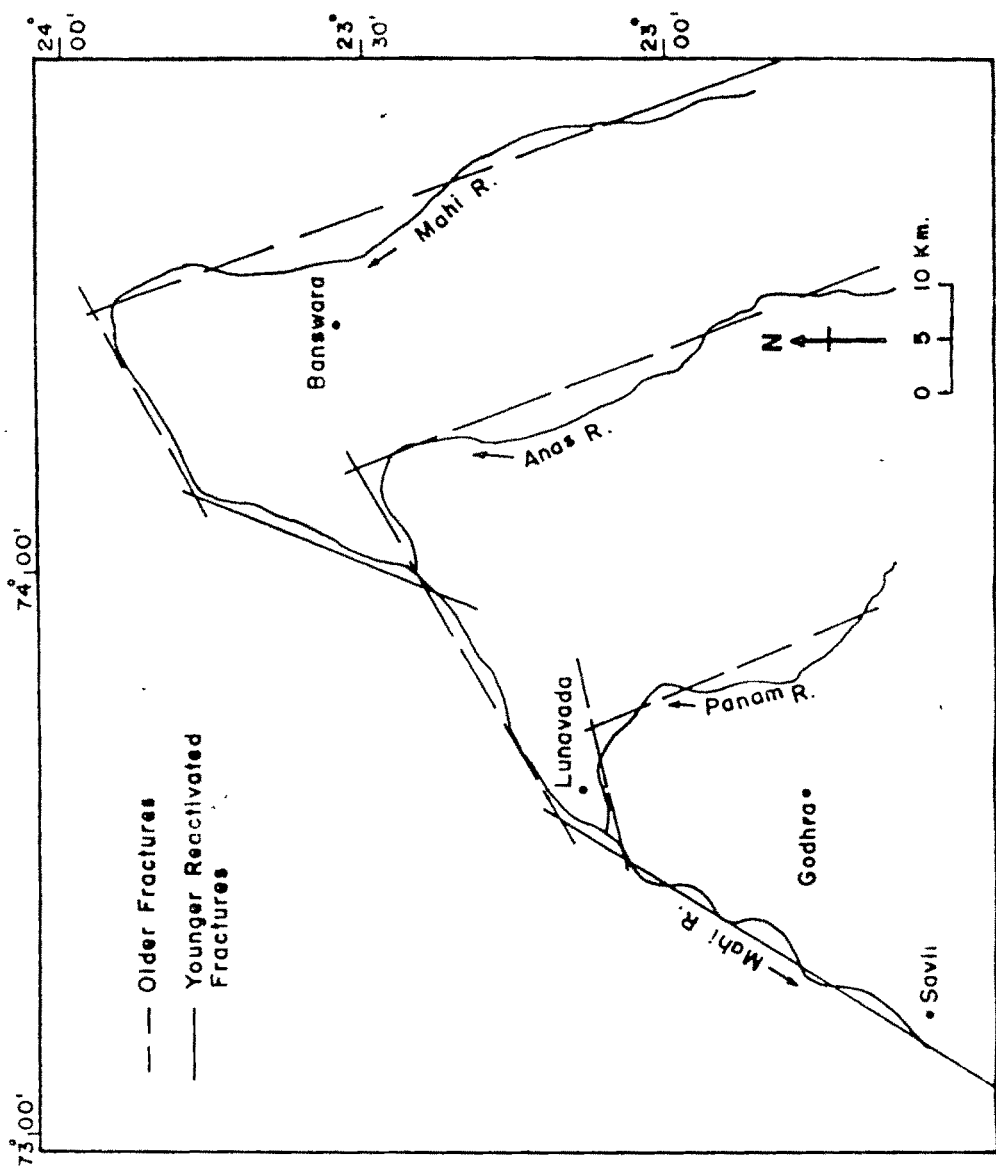 73°00'
74°00'
24°
00'
23°
30'
23°
00'
— — Older Fractures
—— Younger Reactivated
Fractures
Mahi R.
Banswara
Anas R.
N
0 5 10 Km.
Lunavada
Panam R.
Godhra
Mahi R.
Savli